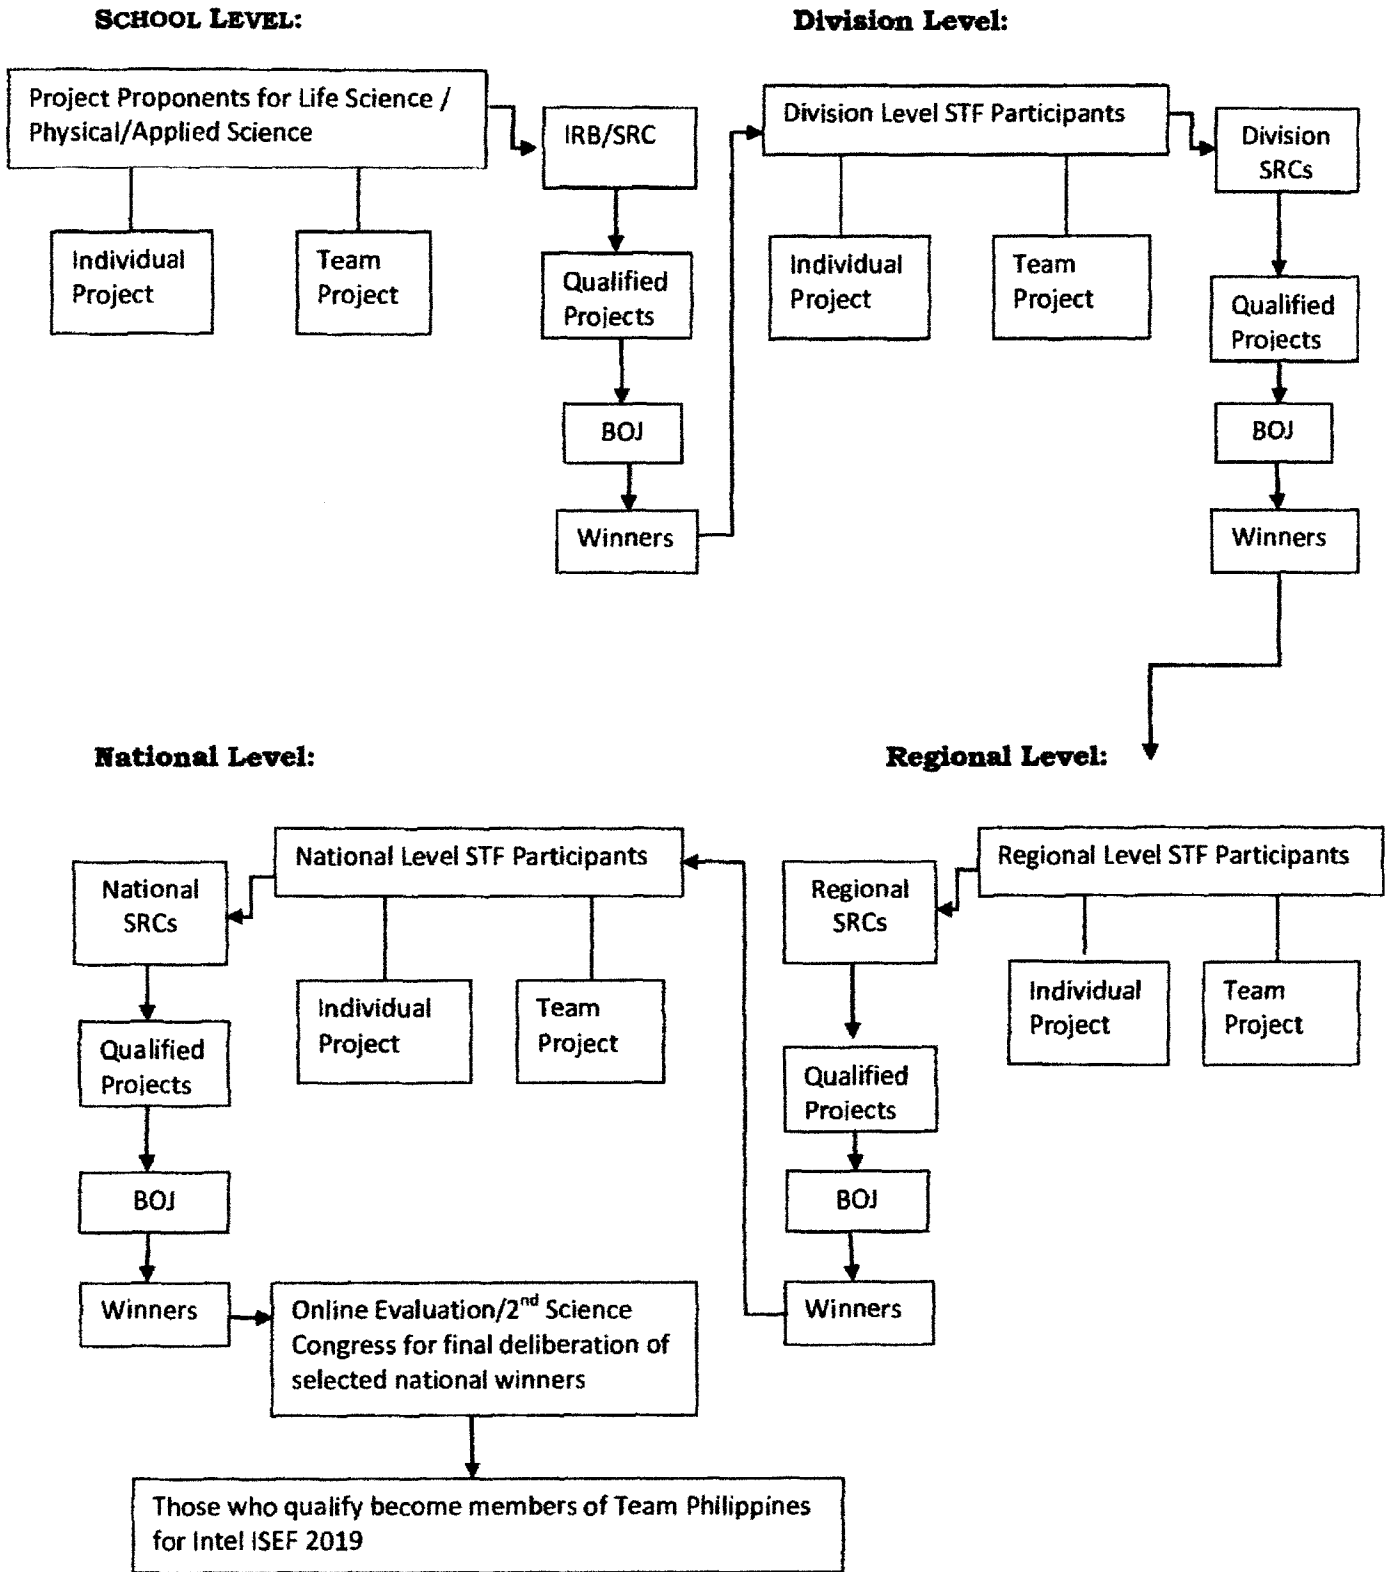 SCHOOL LEVEL:
Project Proponents for Life Science /
Physical/Applied Science
Individual
Project
Team
Project
IRB/SRC
Qualified
Projects
BOJ
Winners
Division Level:
Division Level STF Participants
Individual
Project
Team
Project
Division
SRCs
Qualified
Projects
BOJ
Winners
Regional Level:
Regional Level STF Participants
Individual
Project
Team
Project
Regional
SRCs
Qualified
Projects
BOJ
Winners
National Level:
National Level STF Participants
Individual
Project
Team
Project
National
SRCs
Qualified
Projects
BOJ
Winners
Online Evaluation/2nd Science
Congress for final deliberation of
selected national winners
Those who qualify become members of Team Philippines
for Intel ISEF 2019